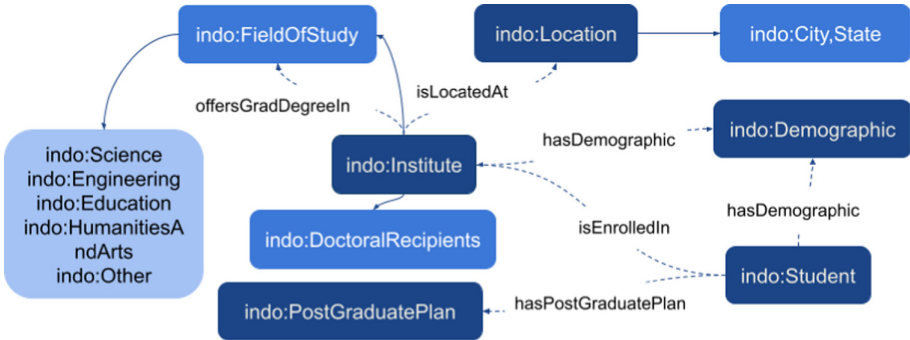 indo:FieldOfStudy
indo:Location
indo:City,State
offersGradDegreeIn
isLocatedAt
indo:Science
indo:Engineering
indo:Education
indo:HumanitiesA
ndArts
indo:Other
indo:Institute
hasDemographic
indo:Demographic
indo:DoctoralRecipients
isEnrolledIn
hasDemographic
indo:Student
indo:PostGraduatePlan
hasPostGraduatePlan